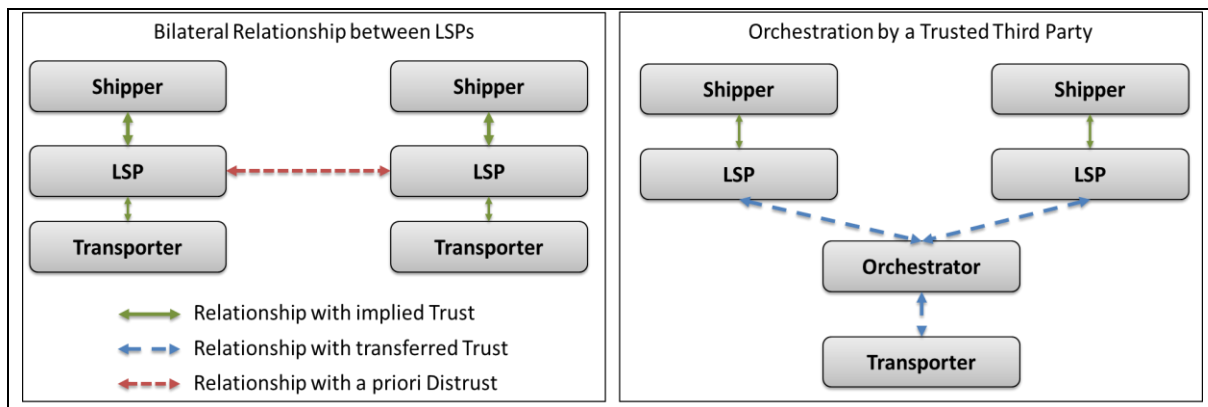 Bilateral Relationship between LSPs
Shipper
Shipper
LSP
LSP
Transporter
Transporter
Relationship with implied Trust
Relationship with transferred Trust
Relationship with a priori Distrust
Orchestration by a Trusted Third Party
Shipper
Shipper
LSP
LSP
Orchestrator
Transporter